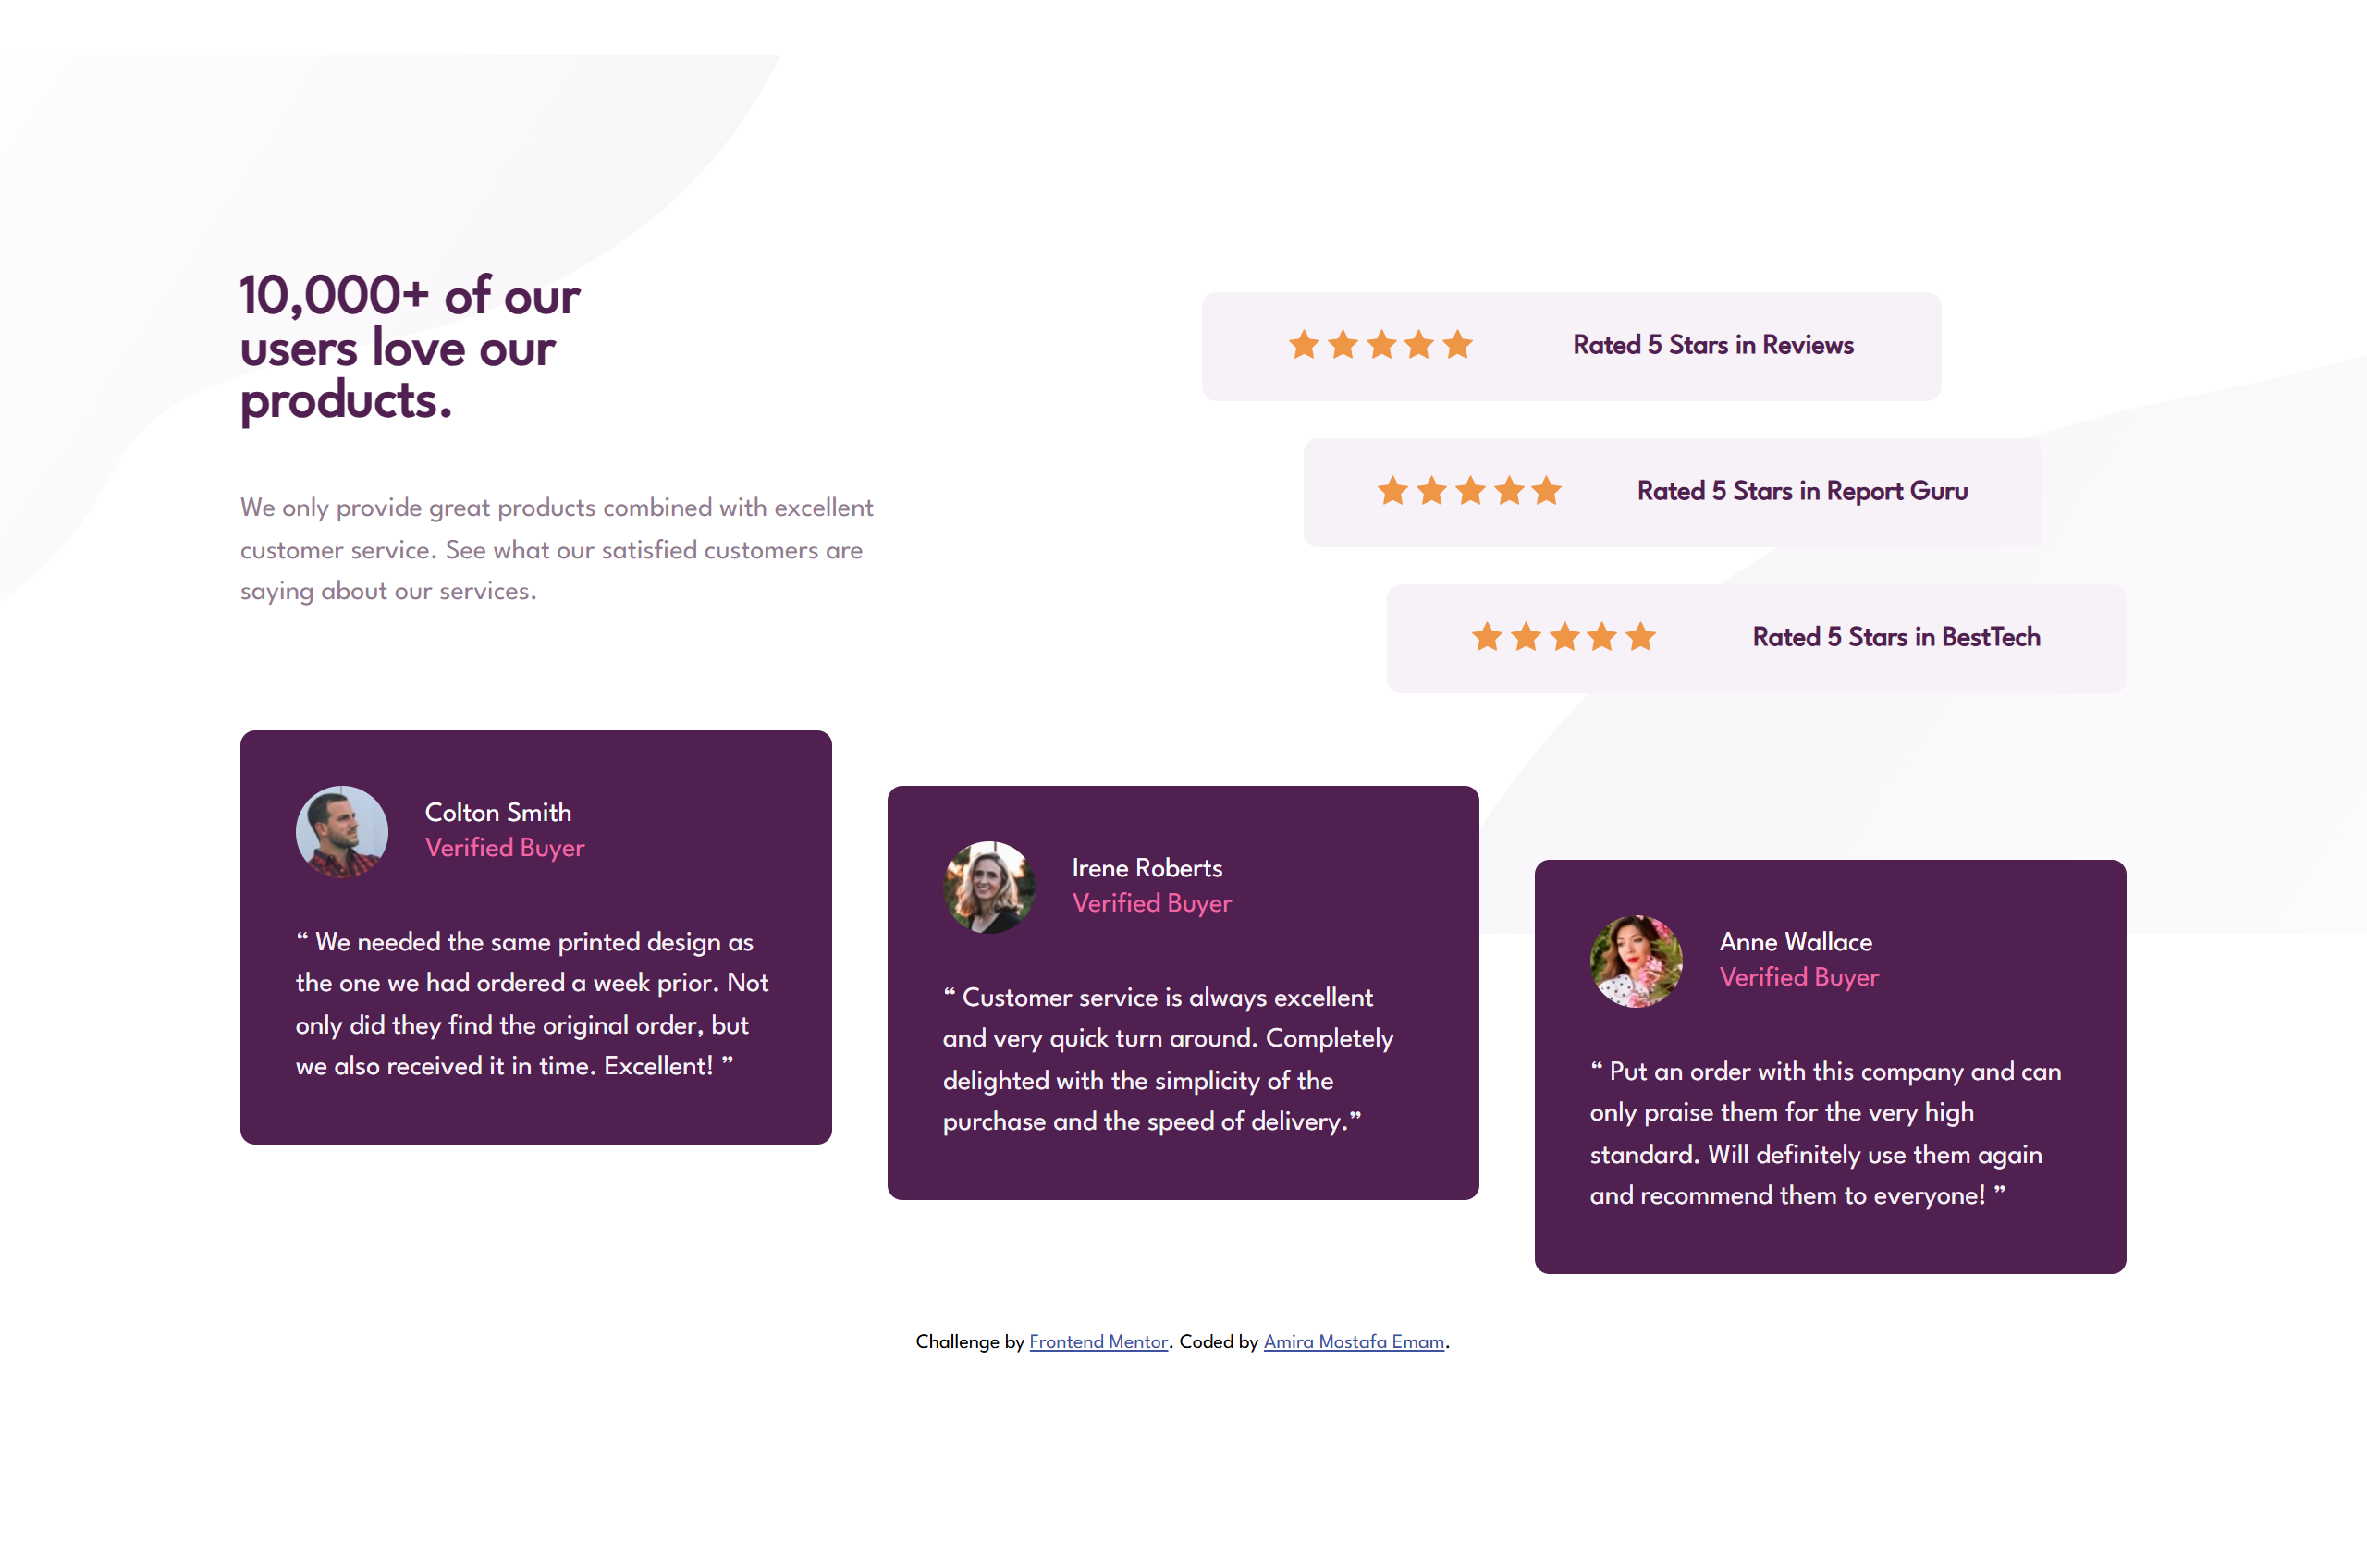 10,000+ of our
users love our
products.
We only provide great products combined with excellent
customer service. See what our satisfied customers are
saying about our services.
Rated 5 Stars in Reviews
Rated 5 Stars in Report Guru
Rated 5 Stars in BestTech
Colton Smith
Verified Buyer
“ We needed the same printed design as
the one we had ordered a week prior. Not
only did they find the original order, but
we also received it in time. Excellent! ”
Irene Roberts
Verified Buyer
“ Customer service is always excellent
and very quick turn around. Completely
delighted with the simplicity of the
purchase and the speed of delivery.”
Anne Wallace
Verified Buyer
“ Put an order with this company and can
only praise them for the very high
standard. Will definitely use them again
and recommend them to everyone! ”
Challenge by Frontend Mentor. Coded by Amira Mostafa Emam.